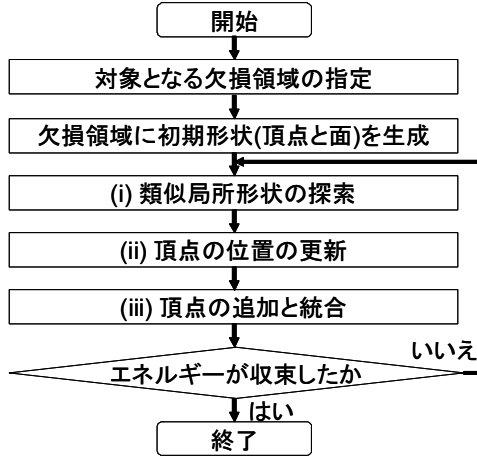 開始
対象となる欠損領域の指定
欠損領域に初期形状(頂点と面)を生成
(i) 類似局所形状の探索
(ii) 頂点の位置の更新
(iii) 頂点の追加と統合
いいえ
エネルギーが収束したか
はい
終了